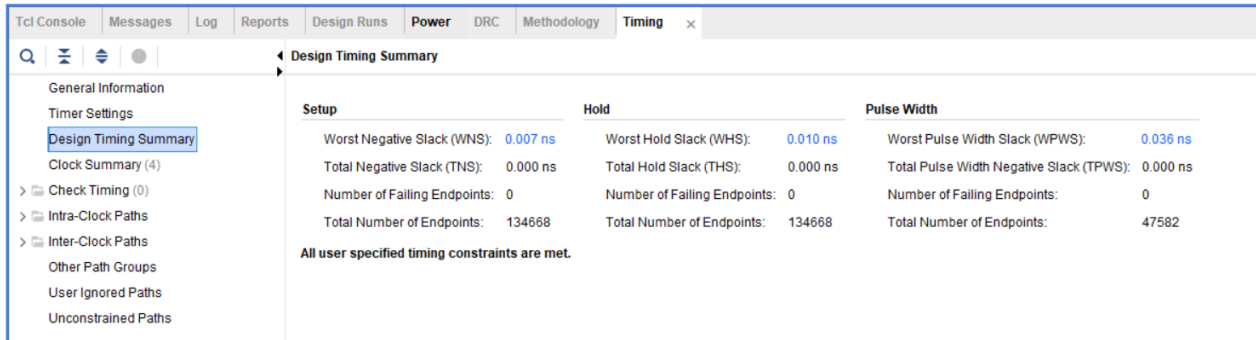 Tcl Console Messages Log Reports Design Runs Power DRC Methodology Timing ×
Design Timing Summary
General Information
Timer Settings
Design Timing Summary
Clock Summary (4)
Check Timing (0)
Intra-Clock Paths
Inter-Clock Paths
Other Path Groups
User Ignored Paths
Unconstrained Paths
Setup
Worst Negative Slack (WNS): 0.007 ns
Total Negative Slack (TNS): 0.000 ns
Number of Failing Endpoints: 0
Total Number of Endpoints: 134668
Hold
Worst Hold Slack (WHS): 0.010 ns
Total Hold Slack (THS): 0.000 ns
Number of Failing Endpoints: 0
Total Number of Endpoints: 134668
Pulse Width
Worst Pulse Width Slack (WPWS): 0.036 ns
Total Pulse Width Negative Slack (TPWS): 0.000 ns
Number of Failing Endpoints: 0
Total Number of Endpoints: 47582
All user specified timing constraints are met.